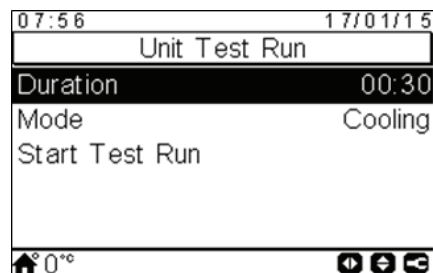 07:56 17/01/15
Unit Test Run
Duration 00:30
Mode Cooling
Start Test Run
0°c